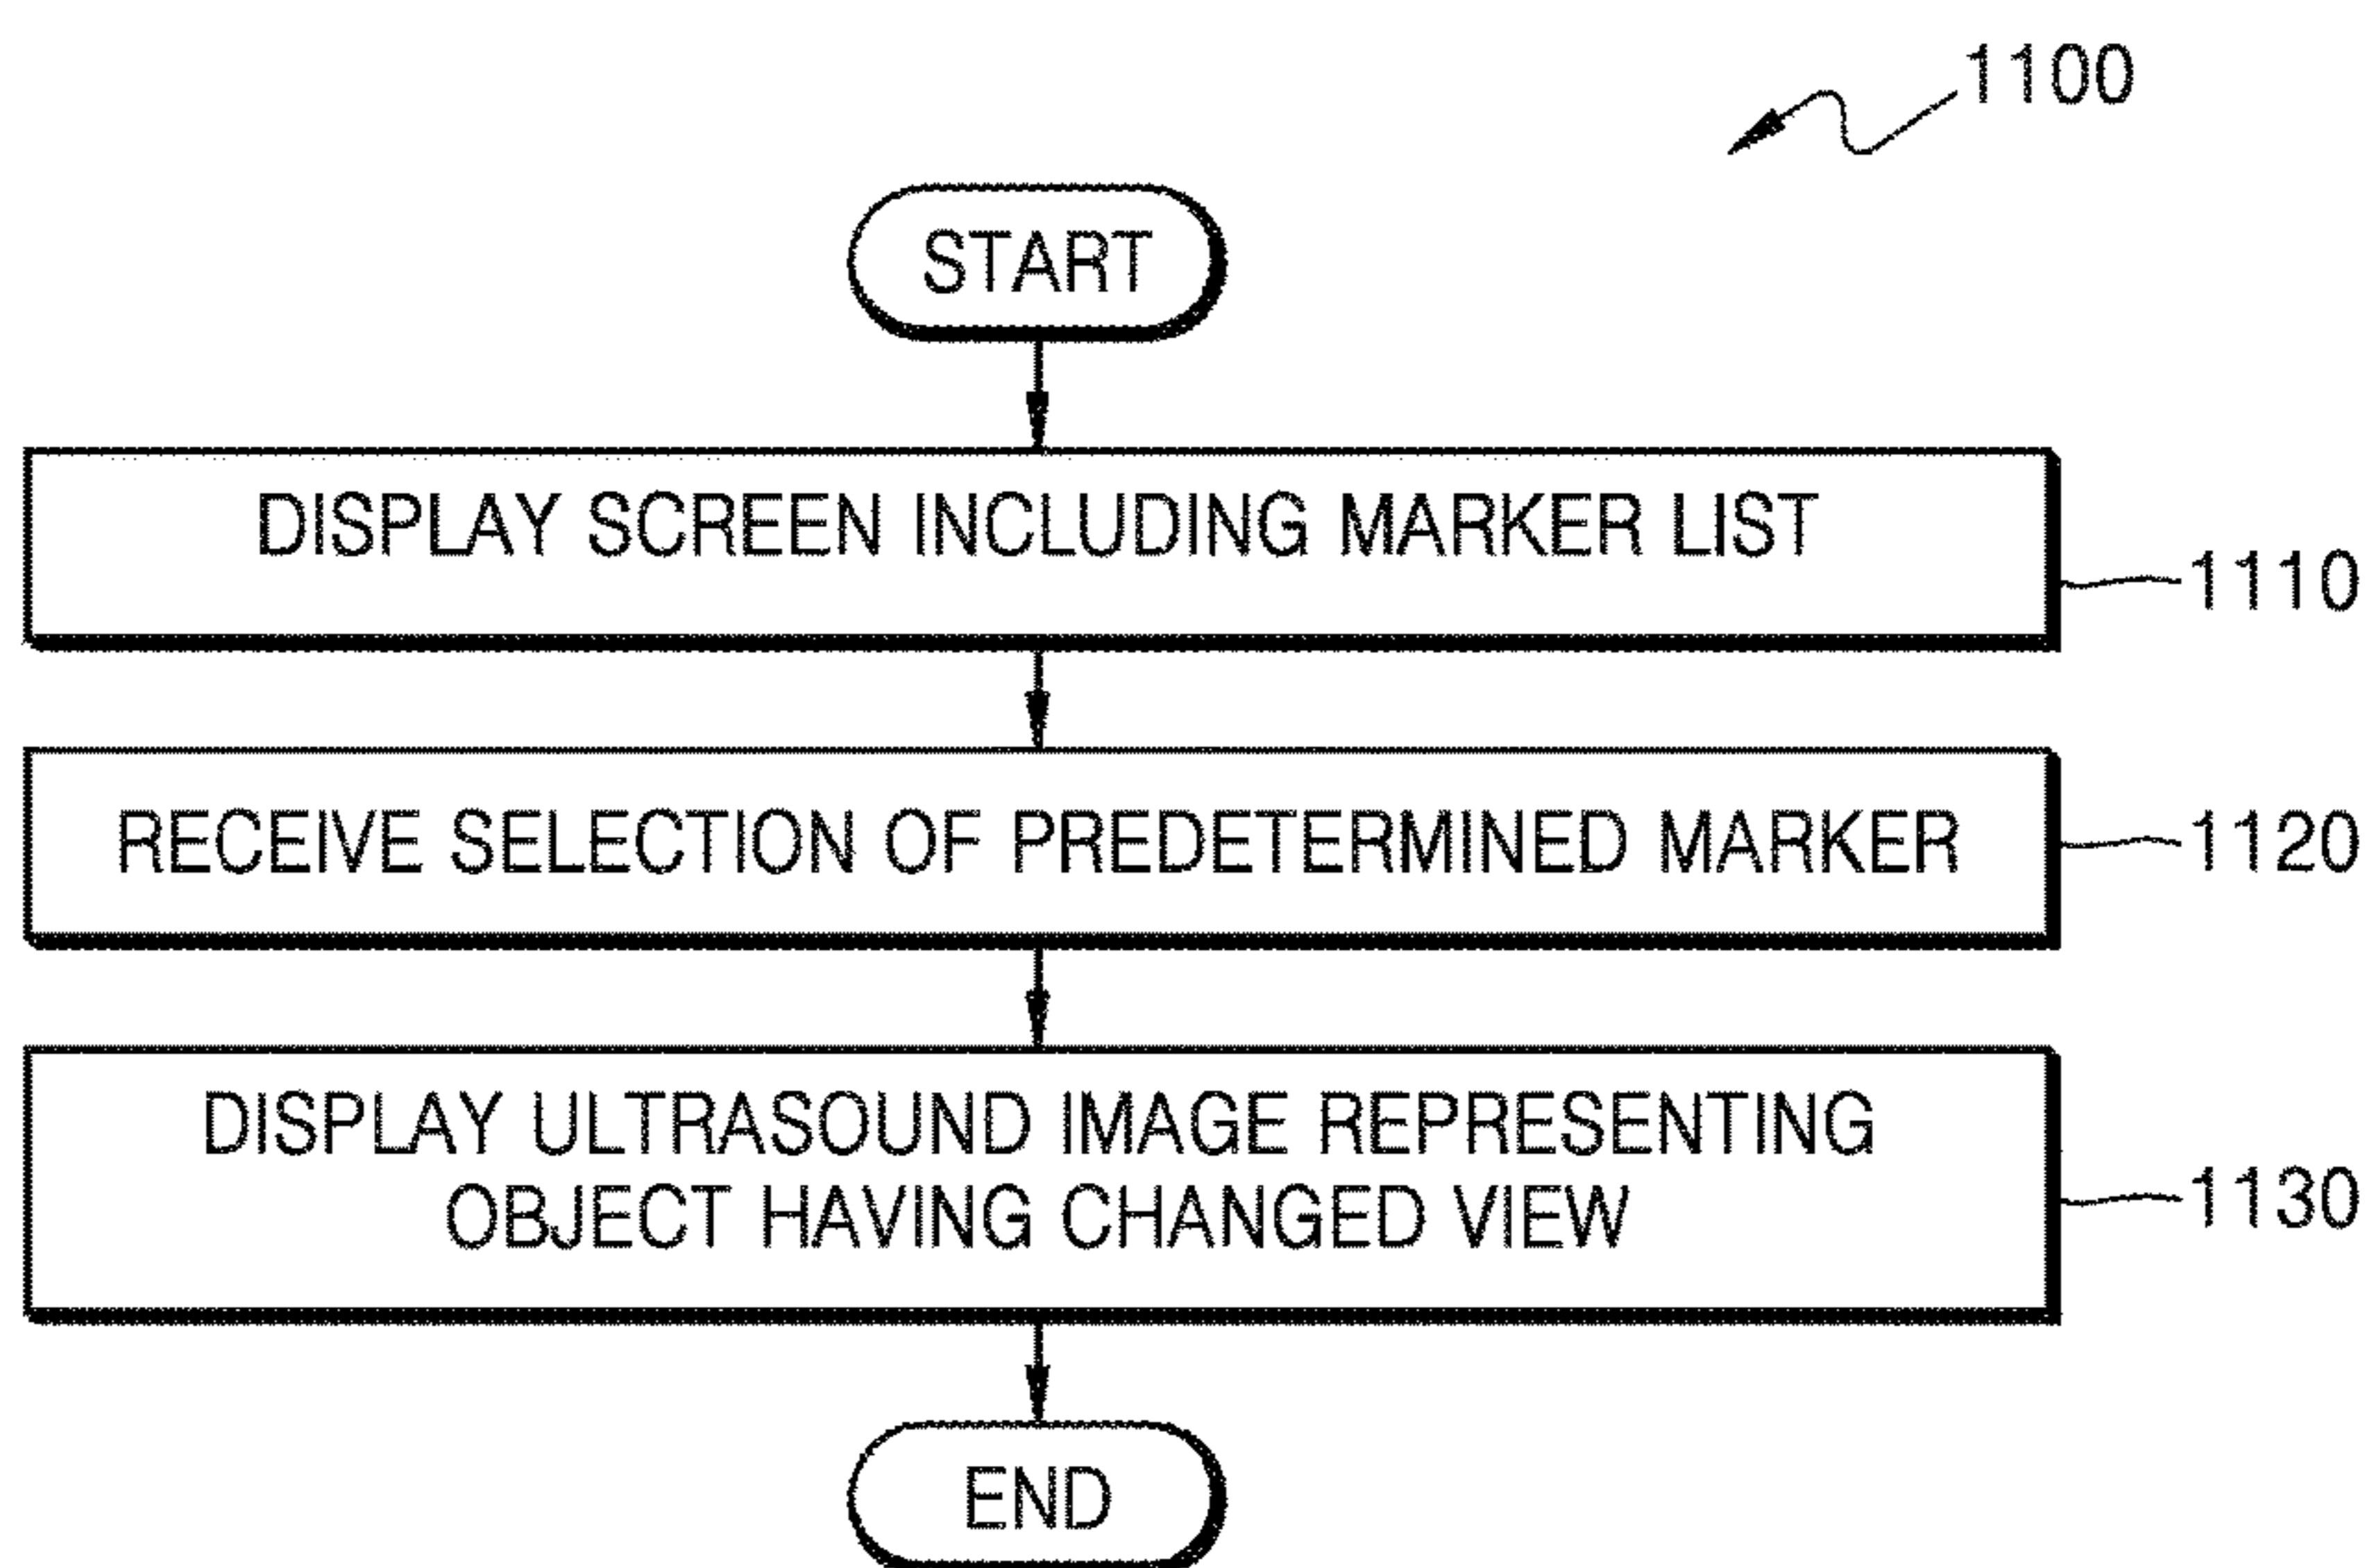 1100
START
DISPLAY SCREEN INCLUDING MARKER LIST
1110
RECEIVE SELECTION OF PREDETERMINED MARKER
1120
DISPLAY ULTRASOUND IMAGE REPRESENTING
OBJECT HAVING CHANGED VIEW
1130
END